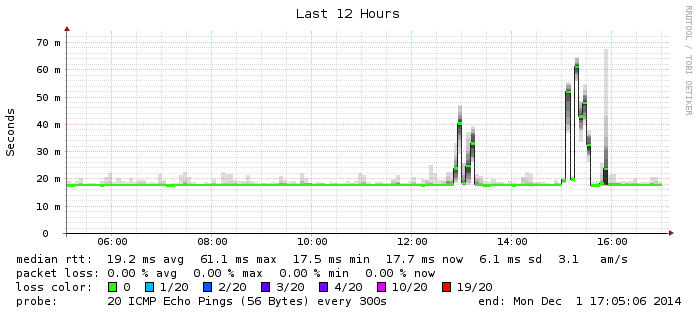 Last 12 Hours
RRDTOOL / TOBI OETIKER
Seconds
70 m
60 m
50 m
40 m
30 m
20 m
10 m
0
06:00 08:00 10:00 12:00 14:00 16:00
median rtt: 19.2 ms avg 61.1 ms max 17.5 ms min 17.7 ms now 6.1 ms sd 3.1 am/s
packet loss: 0.00 % avg 0.00 % max 0.00 % min 0.00 % now
loss color: 0 1/20 2/20 3/20 4/20 10/20 19/20
probe: 20 ICMP Echo Pings (56 Bytes) every 300s end: Mon Dec 1 17:05:06 2014